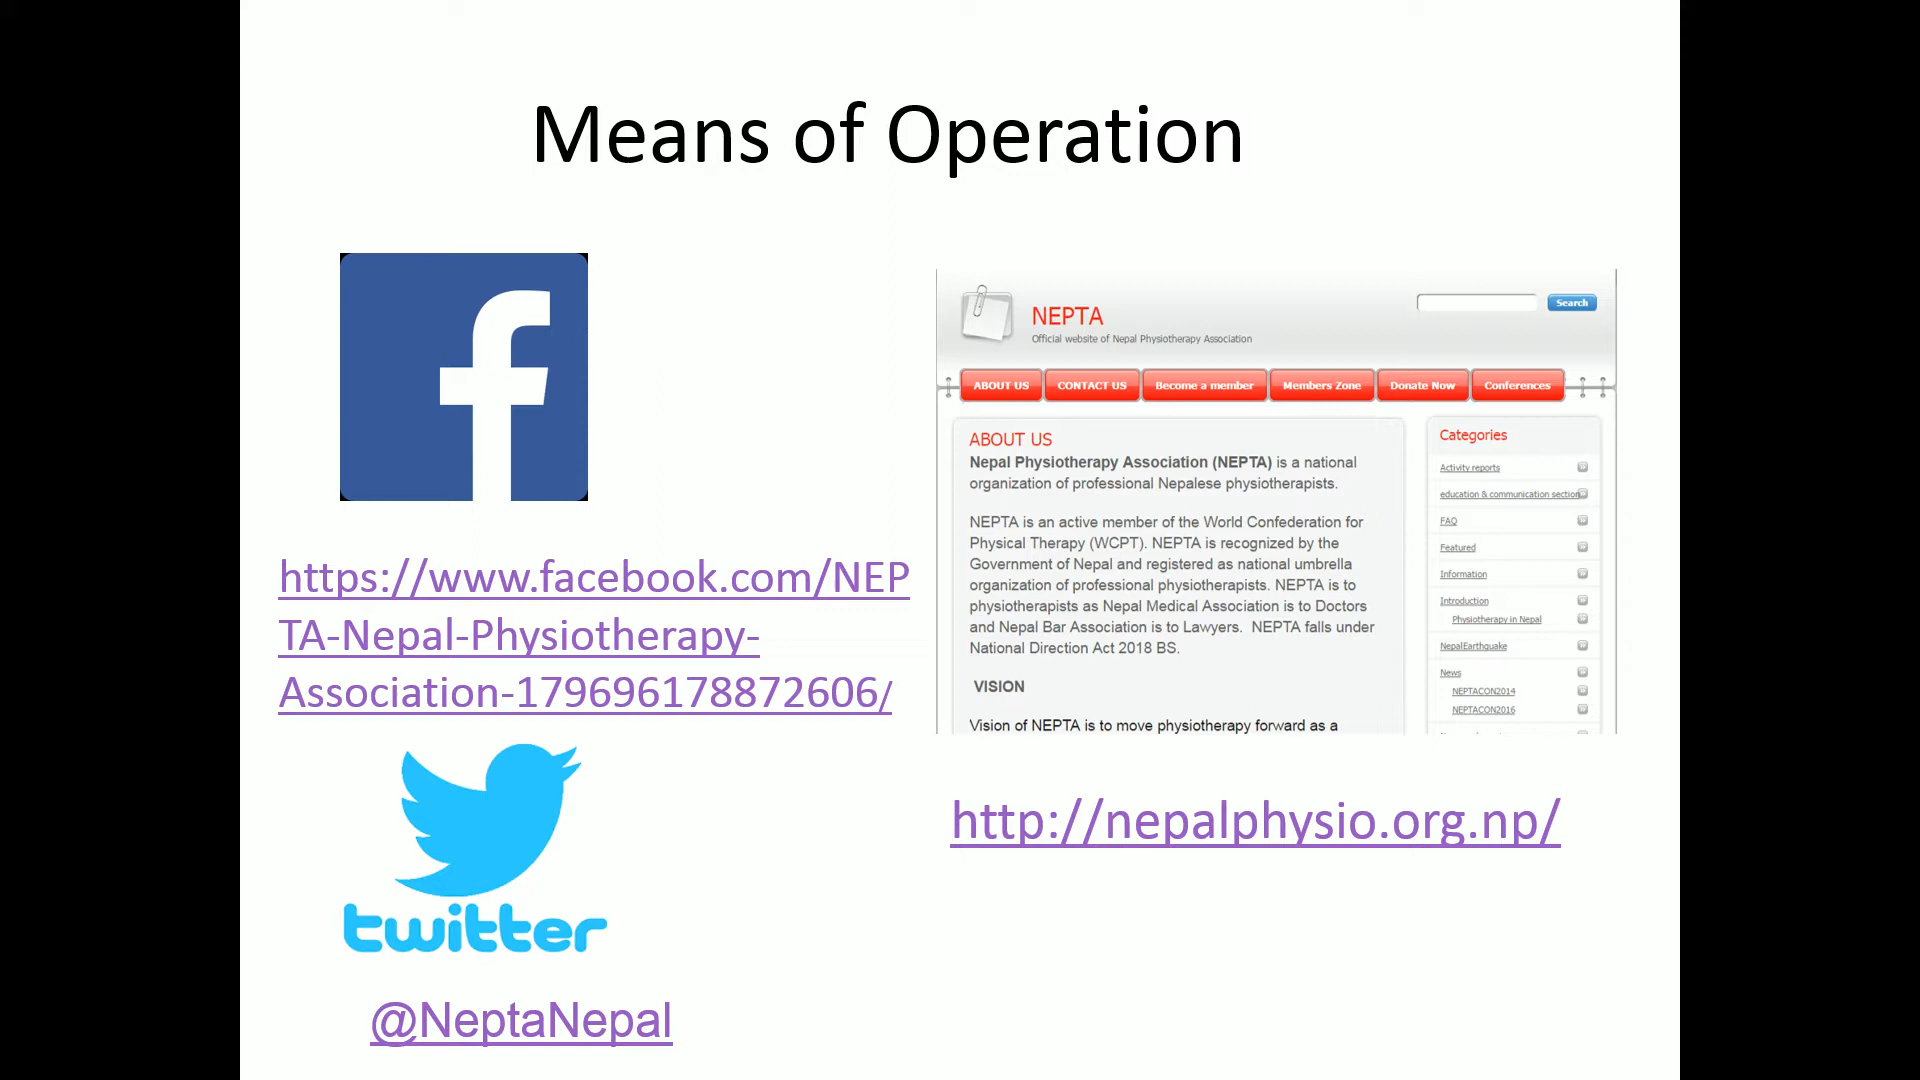 Means of Operation
https://www.facebook.com/NEP
TA-Nepal-Physiotherapy-
Association-179696178872606/
twitter
@NeptaNepal
NEPTA
Official website of Nepal Physiotherapy Association
Search
ABOUT US CONTACT US Become a member Members Zone Donate Now Conferences
ABOUT US
Nepal Physiotherapy Association (NEPTA) is a national
organization of professional Nepalese physiotherapists.
NEPTA is an active member of the World Confederation for
Physical Therapy (WCPT). NEPTA is recognized by the
Government of Nepal and registered as national umbrella
organization of professional physiotherapists. NEPTA is to
physiotherapists as Nepal Medical Association is to Doctors
and Nepal Bar Association is to Lawyers. NEPTA falls under
National Direction Act 2018 BS.
VISION
Vision of NEPTA is to move physiotherapy forward as a
Categories
Activity reports
education & communication section
FAQ
Featured
Information
Introduction
Physiotherapy in Nepal
NepalEarthquake
News
NEPTACON2014
NEPTACON2016
http://nepalphysio.org.np/